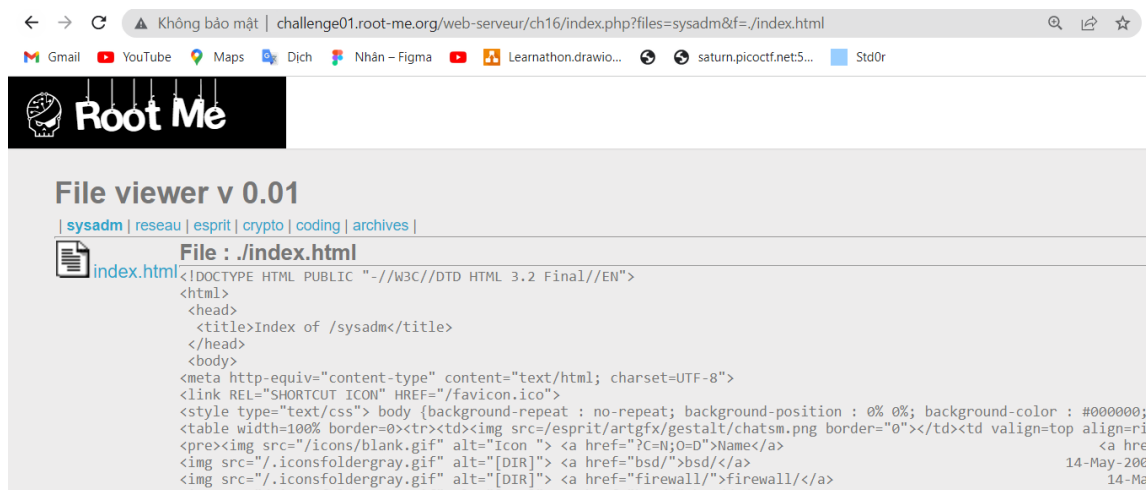 Không bảo mật | challenge01.root-me.org/web-serveur/ch16/index.php?files=sysadm&f=./index.html
Gmail YouTube Maps Dịch Nhân – Figma Learnathon.drawio... saturn.picoctf.net:5... Std0r
Root Me
File viewer v 0.01
| sysadm | reseau | esprit | crypto | coding | archives |
index.html
File : ./index.html
<!DOCTYPE HTML PUBLIC "-//W3C//DTD HTML 3.2 Final//EN">
<html>
<head>
<title>Index of /sysadm</title>
</head>
<body>
<meta http-equiv="content-type" content="text/html; charset=UTF-8">
<link REL="SHORTCUT ICON" HREF="/favicon.ico">
<style type="text/css"> body {background-repeat : no-repeat; background-position : 0% 0%; background-color : #000000;
<table width=100% border=0><tr><td><img src=/esprit/artgfx/gestalt/chatsm.png border="0"></td><td valign=top align=ri
<pre><img src="/icons/blank.gif" alt="Icon "> <a href="?C=N;O=D">Name</a> <a hre
<img src="/.iconsfoldergray.gif" alt="[DIR]"> <a href="bsd/">bsd/</a> 14-May-200
<img src="/.iconsfoldergray.gif" alt="[DIR]"> <a href="firewall/">firewall/</a> 14-Ma